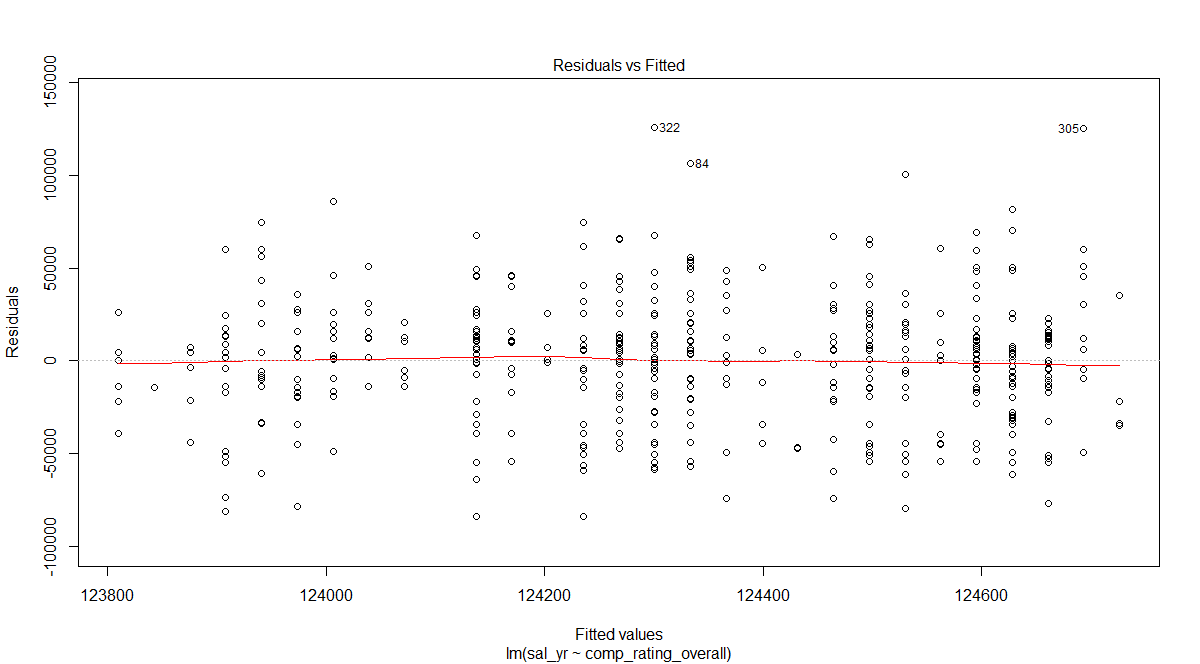 Residuals vs Fitted
150000
100000
50000
0
-50000
-100000
Residuals
322
305
84
123800 124000 124200 124400 124600
Fitted values
lm(sal_yr ~ comp_rating_overall)